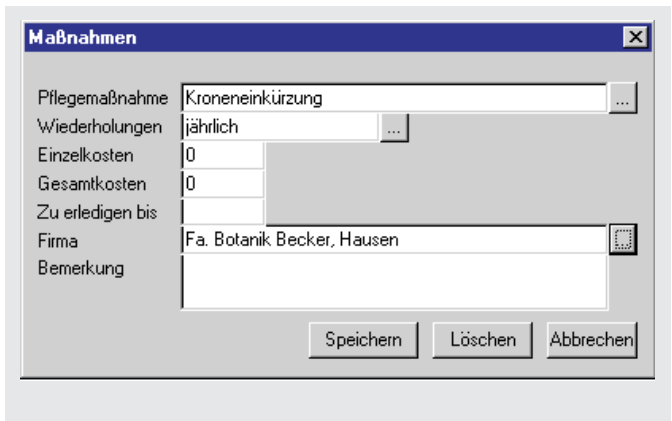 Maßnahmen
Pflegemaßnahme Kroneneinkürzung ...
Wiederholungen jährlich ...
Einzelkosten 0
Gesamtkosten 0
Zu erledigen bis
Firma Fa. Botanik Becker, Hausen
Bemerkung
Speichern Löschen Abbrechen